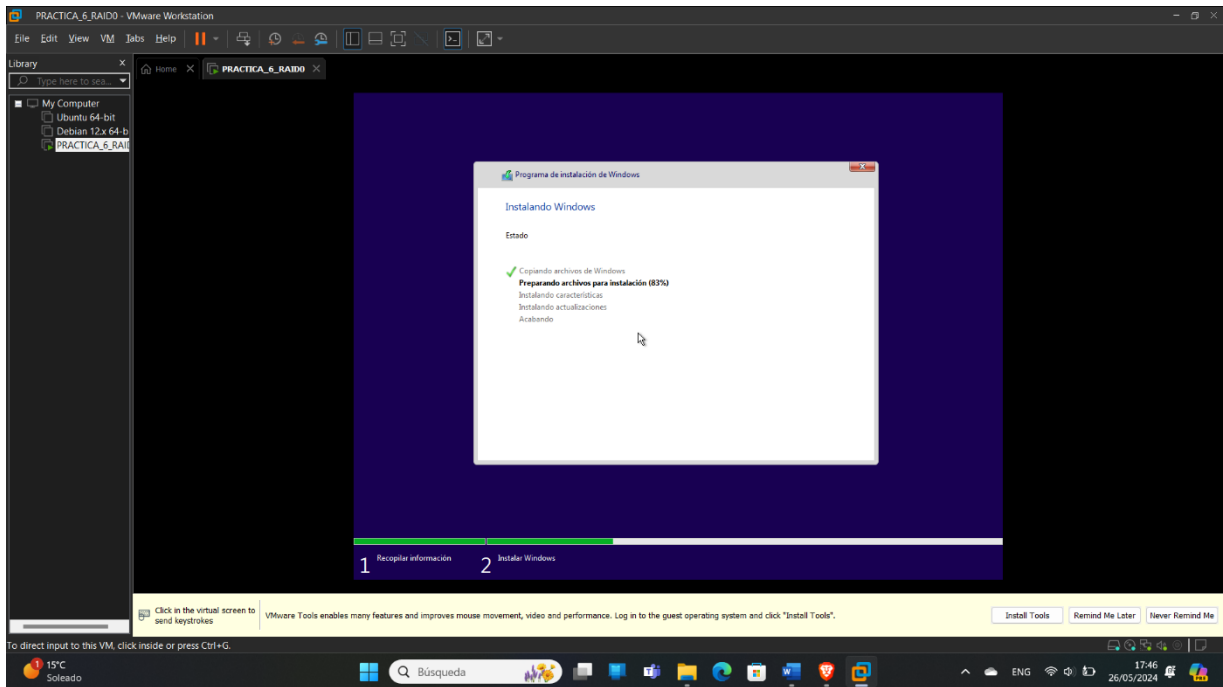 PRACTICA_6_RAID0 - VMware Workstation
File Edit View VM Tabs Help
Library X
Type here to sea...
Home X PRACTICA_6_RAID0 X
My Computer
Ubuntu 64-bit
Debian 12.x 64-b
PRACTICA_6_RAI
Programa de instalación de Windows
Instalando Windows
Estado
Copiando archivos de Windows
Preparando archivos para instalación (83%)
Instalando características
Instalando actualizaciones
Acabando
1 Recopilar información 2 Instalar Windows
Click in the virtual screen to
send keystrokes
VMware Tools enables many features and improves mouse movement, video and performance. Log in to the guest operating system and click "Install Tools".
Install Tools Remind Me Later Never Remind Me
To direct input to this VM, click inside or press Ctrl+G.
1
15°C
Soleado
Búsqueda
ENG
17:46
26/05/2024